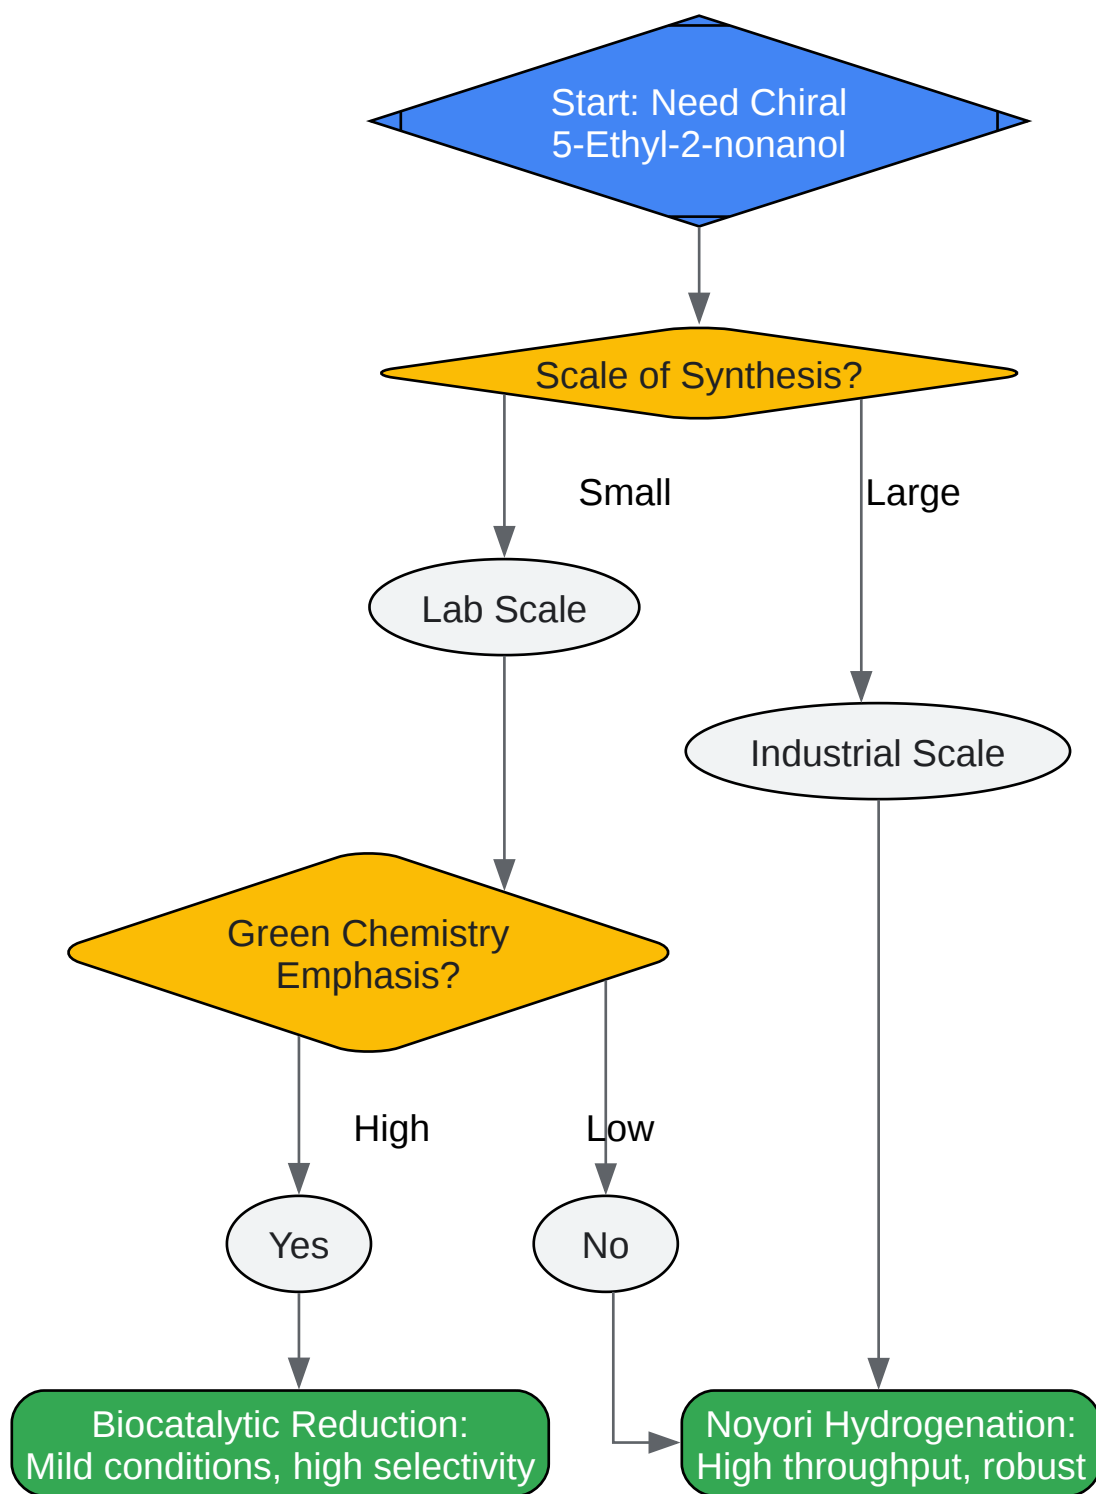 Start: Need Chiral
5-Ethyl-2-nonanol
Scale of Synthesis?
Small
Large
Lab Scale
Industrial Scale
Green Chemistry
Emphasis?
High
Low
Yes
No
Biocatalytic Reduction:
Mild conditions, high selectivity
Noyori Hydrogenation:
High throughput, robust